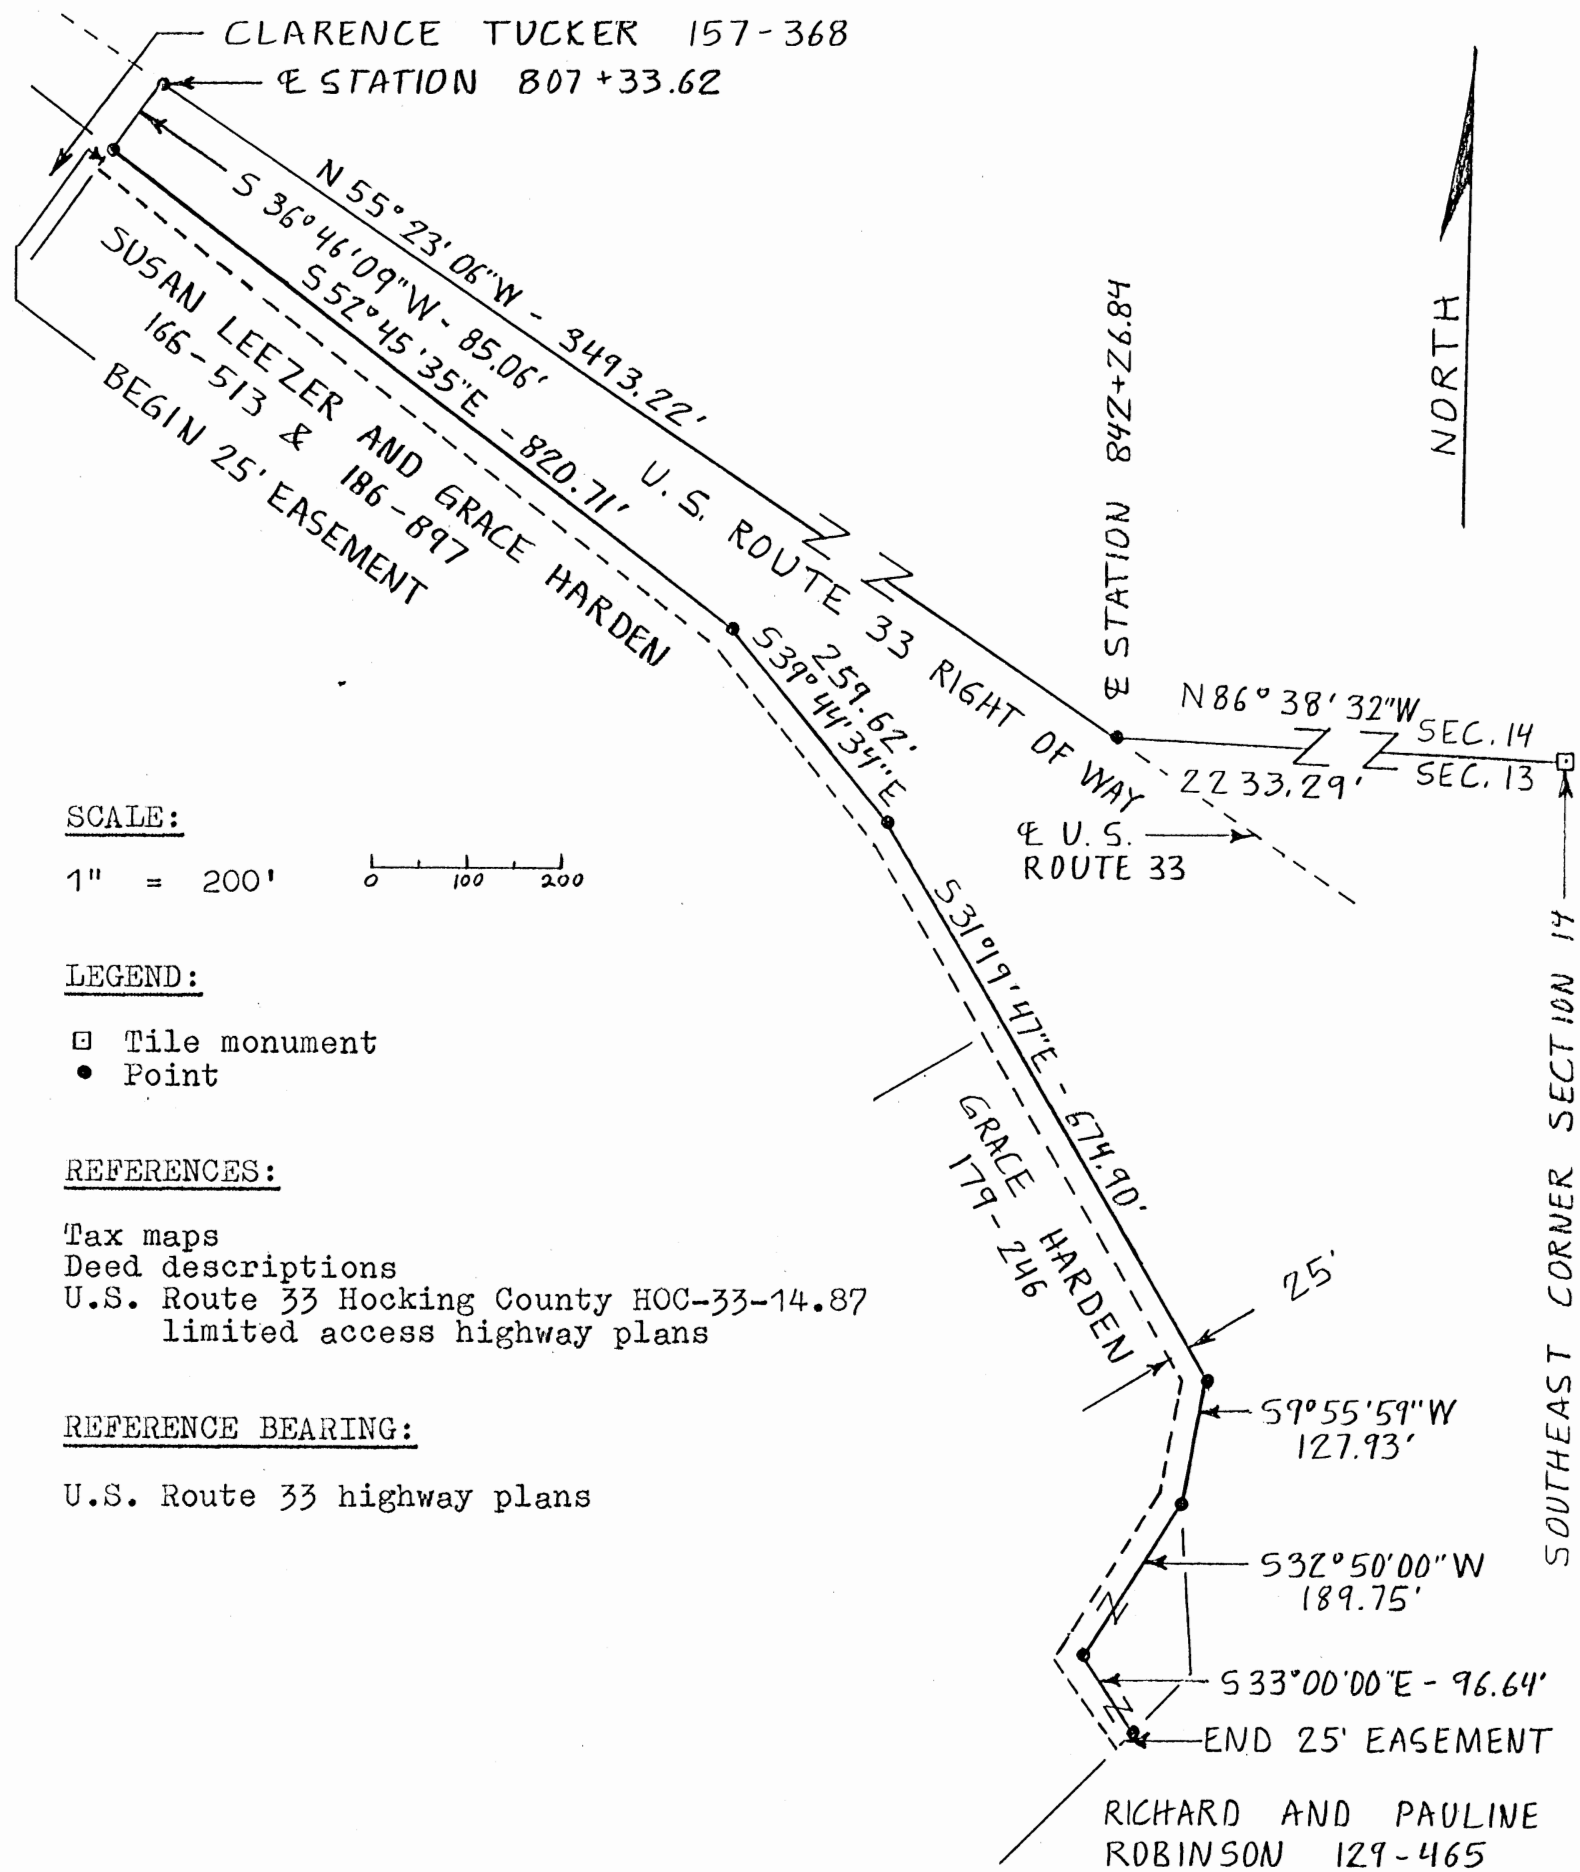 CLARENCE TUCKER 157-368
℄ STATION 807+33.62
N 55° 23' 06"W - 3493.22'
S 36° 46' 09"W - 85.06'
S 52° 45' 35"E - 820.71'
SUSAN LEEZER AND GRACE HARDEN
166-513 & 186-897
BEGIN 25' EASEMENT
U.S. ROUTE 33 RIGHT OF WAY
℄ STATION 842+26.84
NORTH
N 86° 38' 32"W
2233.29'
SEC. 14
SEC. 13
℄ U.S.
ROUTE 33
259.62'
S 39° 44' 34" E
SCALE:
1" = 200'
0 100 200
S 31° 19' 47"E - 674.90'
LEGEND:
Tile monument
Point
GRACE HARDEN
179-246
SOUTHEAST CORNER SECTION 14
REFERENCES:
Tax maps
Deed descriptions
U.S. Route 33 Hocking County HOC-33-14.87
limited access highway plans
25'
REFERENCE BEARING:
U.S. Route 33 highway plans
S 9° 55' 59" W
127.93'
S 32° 50' 00" W
189.75'
S 33° 00' 00"E - 96.64'
END 25' EASEMENT
RICHARD AND PAULINE
ROBINSON 129-465